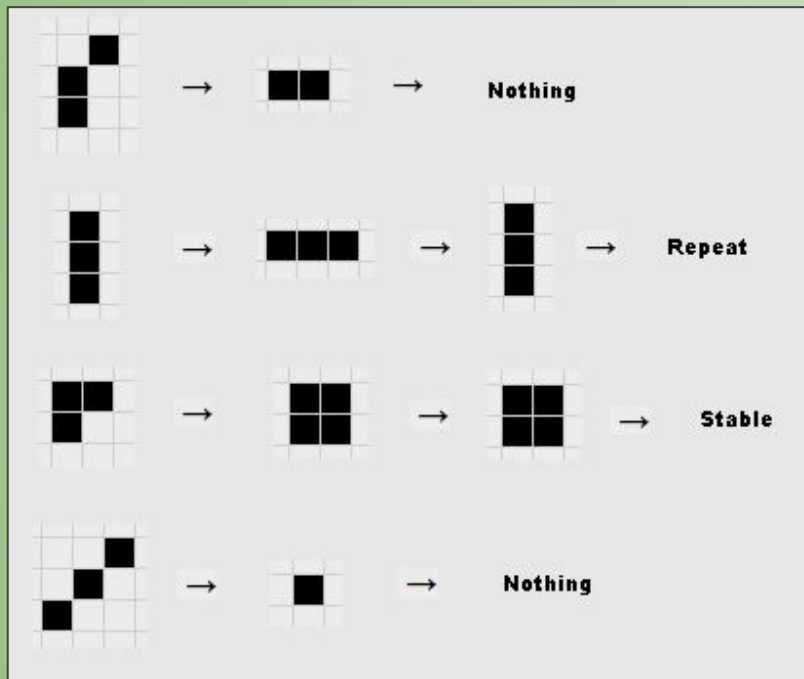 → → Nothing
→ → → Repeat
→ → → Stable
→ → Nothing